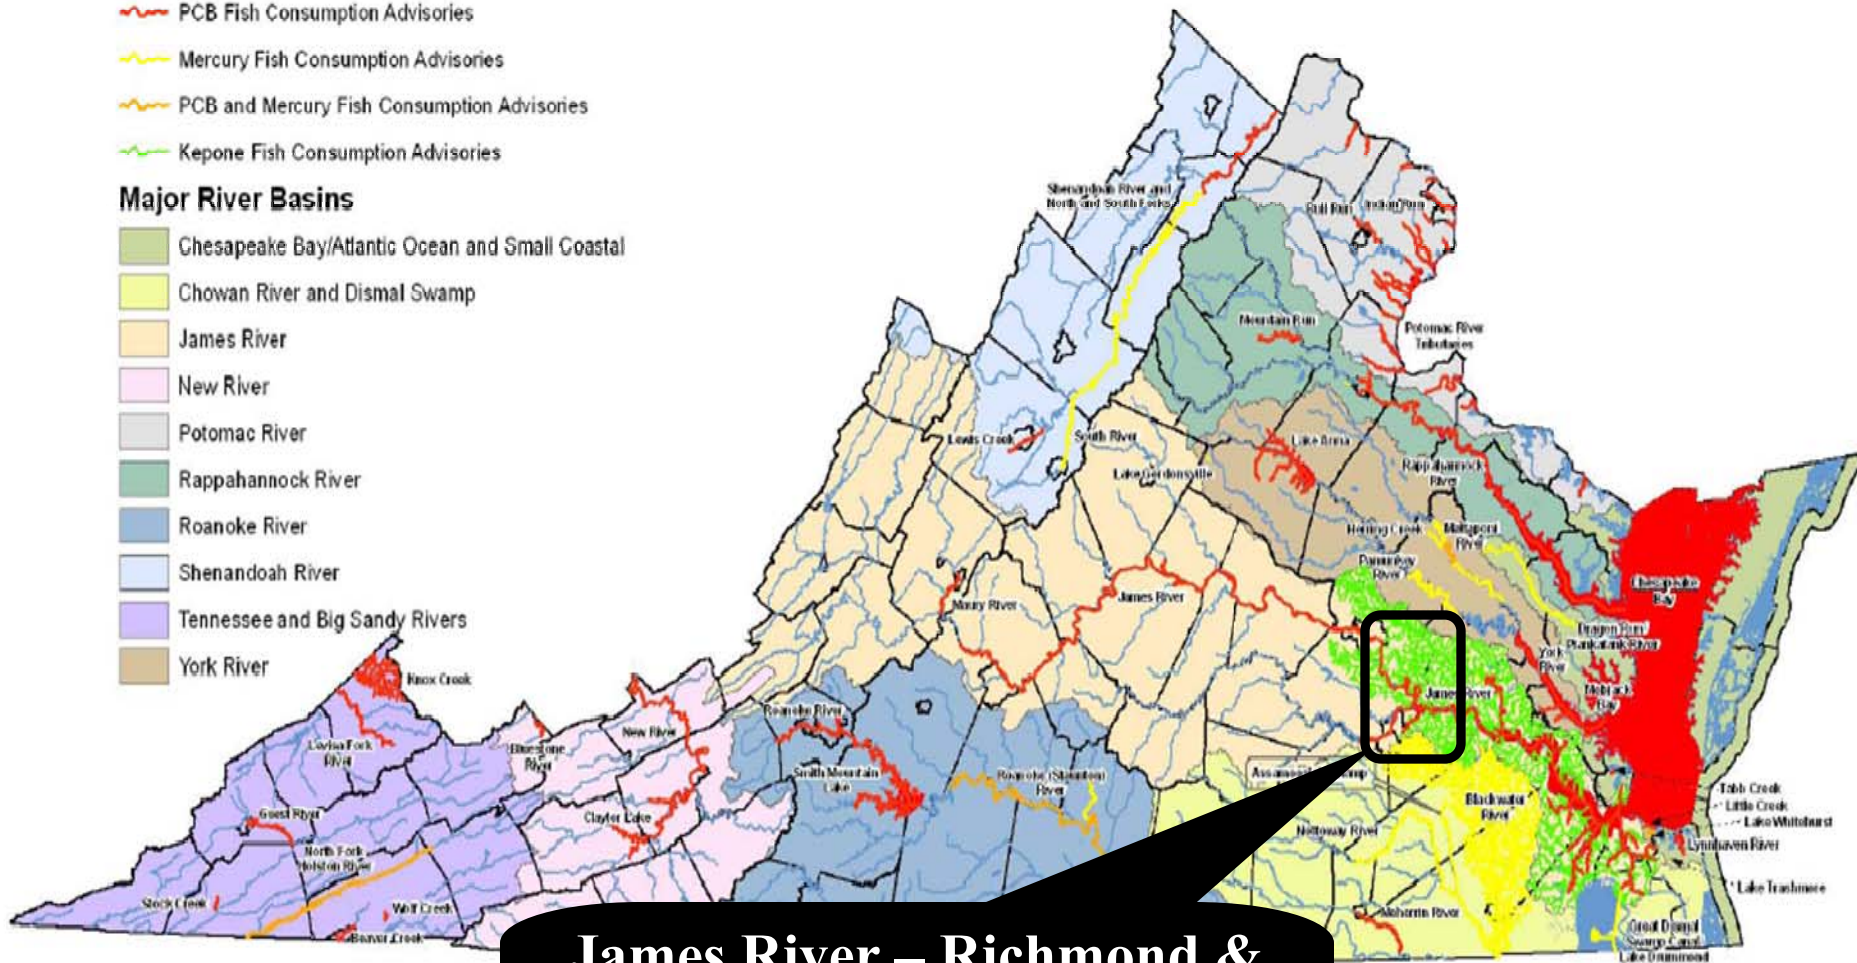 PCB Fish Consumption Advisories
Mercury Fish Consumption Advisories
PCB and Mercury Fish Consumption Advisories
Kepone Fish Consumption Advisories
Major River Basins
Chesapeake Bay/Atlantic Ocean and Small Coastal
Chowan River and Dismal Swamp
James River
New River
Potomac River
Rappahannock River
Roanoke River
Shenandoah River
Tennessee and Big Sandy Rivers
York River
Shenandoah River and
North and South Forks
Bull Run
Indian Run
Mountain Run
Potomac River
Tributaries
Lewis Creek
South River
Lake Gordonsville
Lake Anna
Rappahannock
River
Herring Creek
Mattaponi
River
Pamunkey
River
Chesapeake
Bay
Maury River
James River
Dragon Run/
Piankatank River
York
River
Mobjack
Bay
James River
Knox Creek
Levisa Fork
River
Bluestone
River
New River
Roanoke River
Smith Mountain
Lake
Roanoke (Staunton)
River
Blackwater
River
Tabb Creek
Little Creek
Lake Whitehurst
Lynnhaven River
Lake Trashmore
Guest River
Claytor Lake
Nottoway River
North Fork
Holston River
Stock Creek
Wolf Creek
Beaver Creek
Meherrin River
Great Dismal
Swamp Canal
Lake Drummond
James River – Richmond &